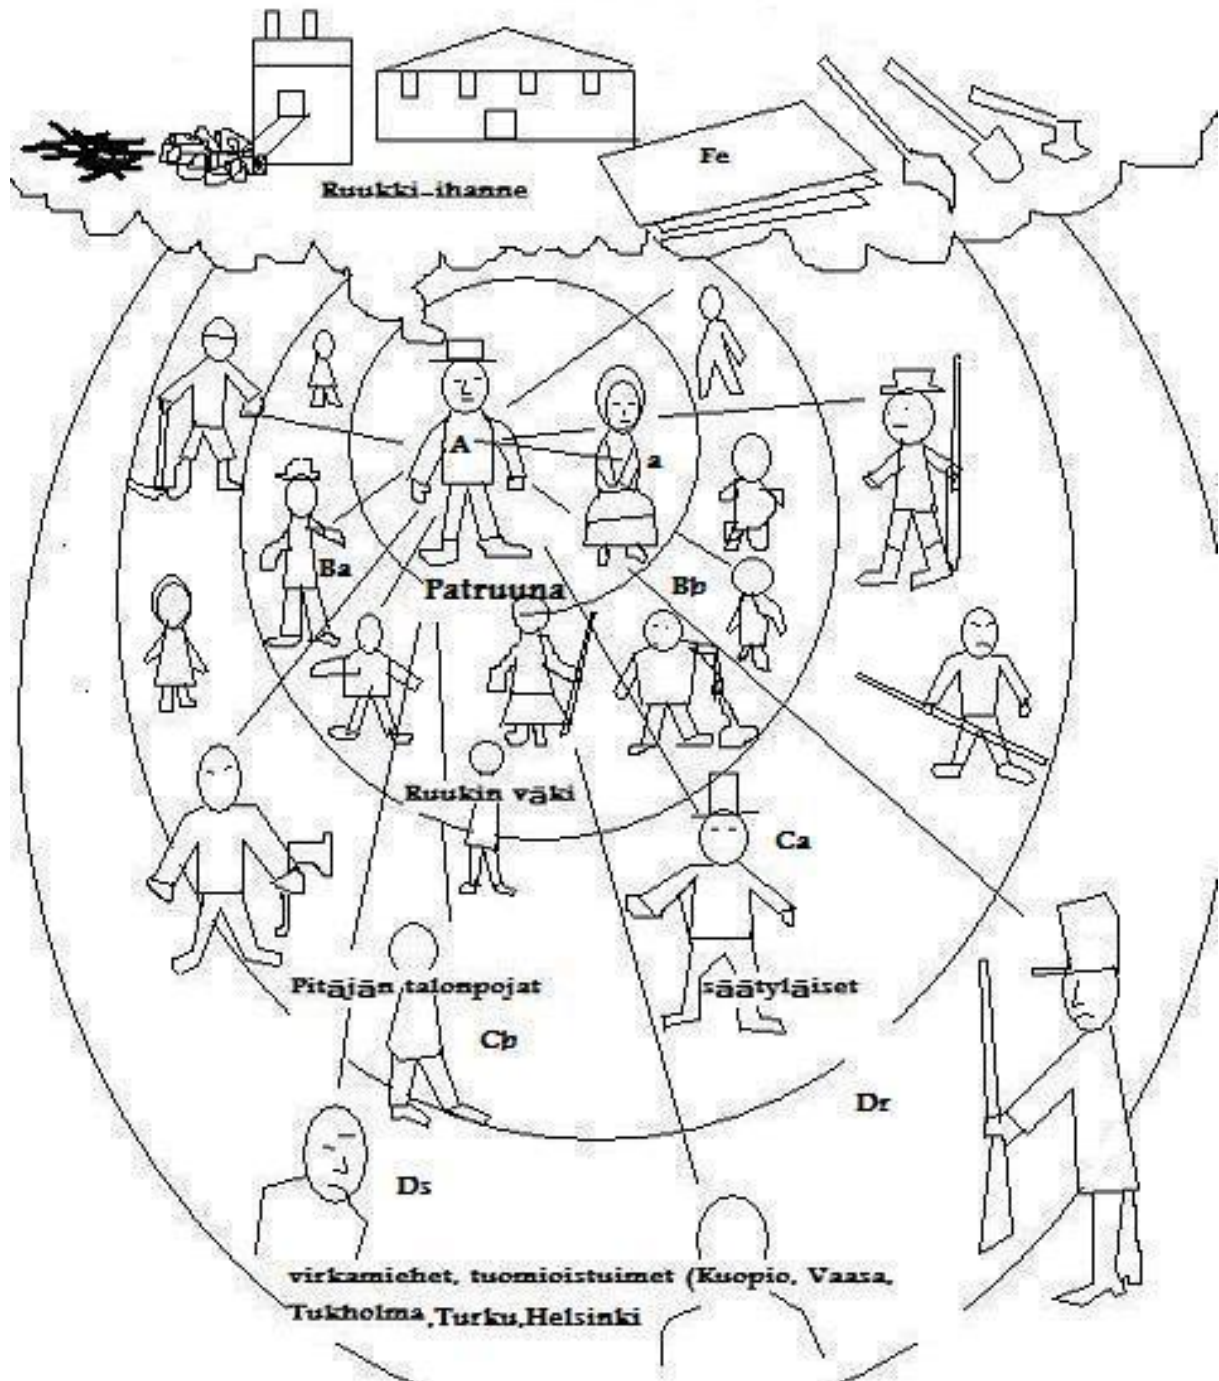 Fe
Ruukki-ihanne
A
a
Ba
Patruuna
Bb
Ruukin väki
Ca
Pitäjän talonpojat
säätyläiset
Cb
Dr
Ds
virkamiehet, tuomioistuimet (Kuopio, Vaasa,
Tukholma,Turku,Helsinki